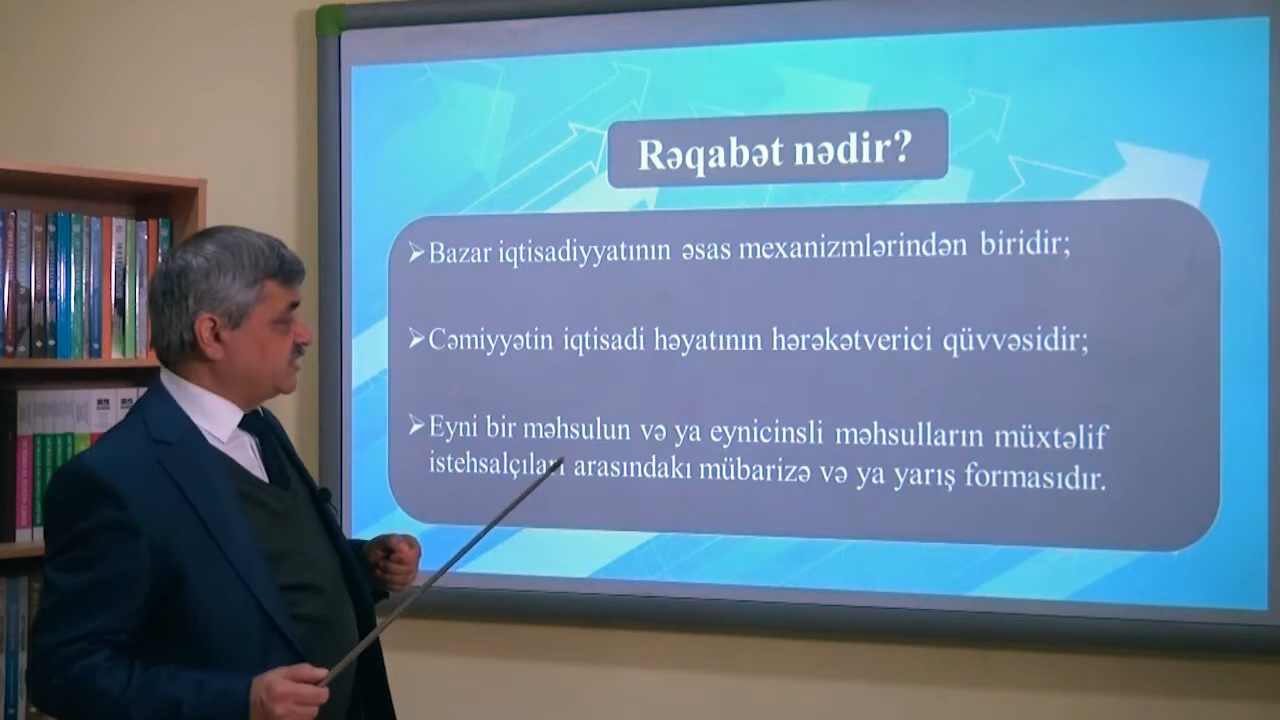 Rəqabət nədir?
➢Bazar iqtisadiyyatının əsas mexanizmlərindən biridir;
➢Cəmiyyətin iqtisadi həyatının hərəkətverici qüvvəsidir;
➢Eyni bir məhsulun və ya eynicinsli məhsulların müxtəlif
istehsalçıları arasındakı mübarizə və ya yarış formasıdır.